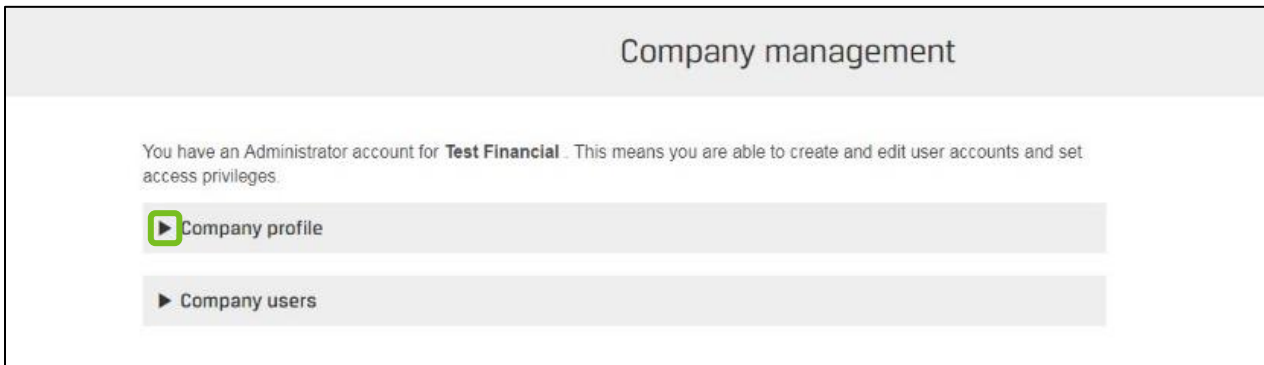 Company management
You have an Administrator account for Test Financial . This means you are able to create and edit user accounts and set
access privileges.
Company profile
Company users